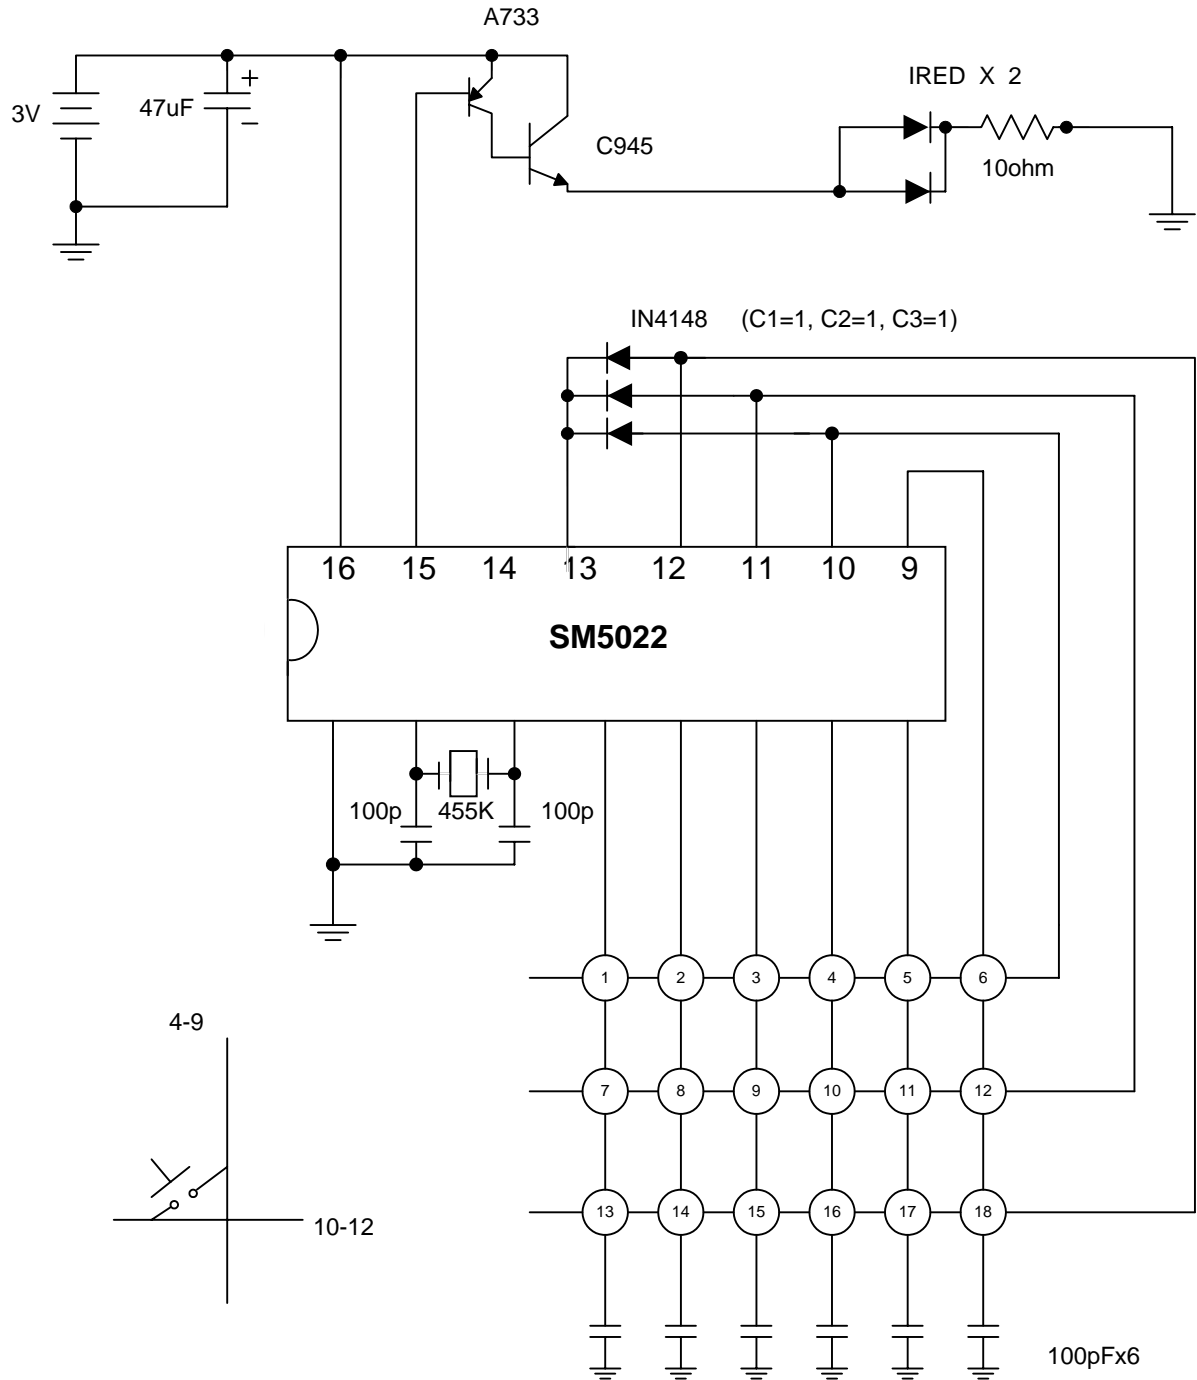 A733
IRED X 2
3V
47uF
+
−
C945
10ohm
IN4148 (C1=1, C2=1, C3=1)
16 15 14 13 12 11 10 9
SM5022
100p 455K 100p
1 2 3 4 5 6
4-9
7 8 9 10 11 12
13 14 15 16 17 18
10-12
100pFx6